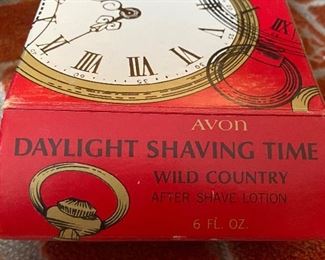 AVON
DAYLIGHT SHAVING TIME
WILD COUNTRY
AFTER SHAVE LOTION
6 FL. OZ.